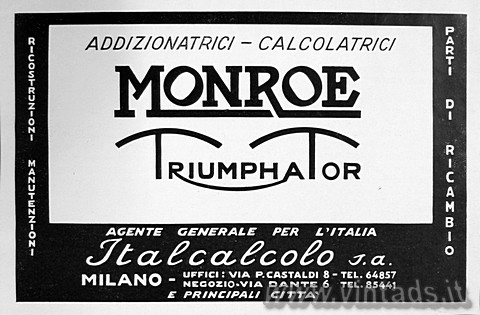 ADDIZIONATRICI - CALCOLATRICI
MONROE
TRIUMPHATOR
RICOSTRUZIONI MANUTENZIONI
PARTI DI RICAMBIO
AGENTE GENERALE PER L'ITALIA
Italcalcolo s.a.
MILANO - UFFICI: VIA P. CASTALDI 8 - TEL. 64857
NEGOZIO - VIA DANTE 6 TEL. 85441
E PRINCIPALI CITTÀ
www.vintads.it